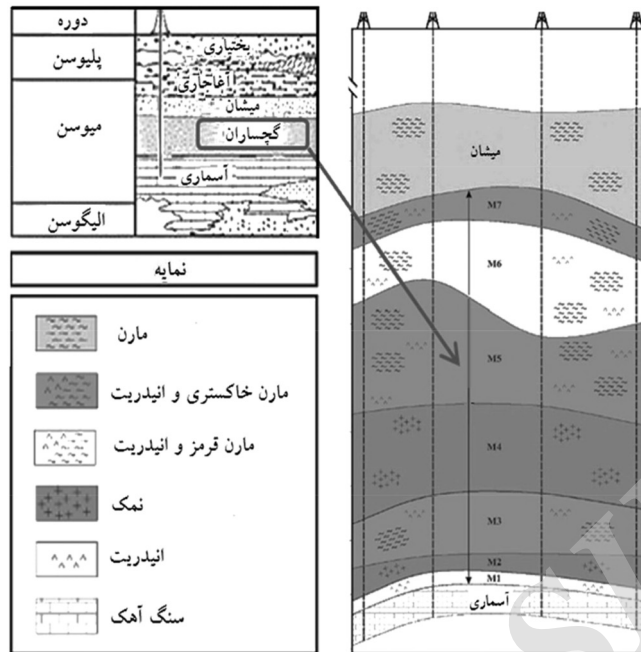 دوره
پلیوسن
میوسن
الیگوسن
بختیاری
آغاجاری
میشان
گچساران
آسماری
نمایه
مارن
مارن خاکستری و انیدریت
مارن قرمز و انیدریت
نمک
انیدریت
سنگ آهک
میشان
M7
M6
M5
M4
M3
M2
M1
آسماری